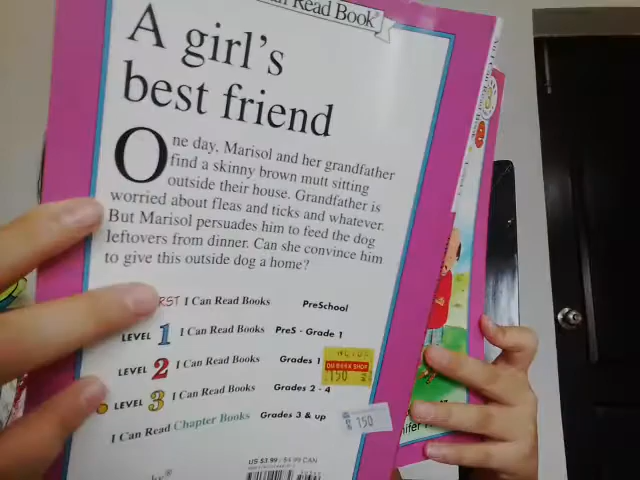 Can Read Book®
A girl's
best friend
One day, Marisol and her grandfather
find a skinny brown mutt sitting
outside their house. Grandfather is
worried about fleas and ticks and whatever.
But Marisol persuades him to feed the dog
leftovers from dinner. Can she convince him
to give this outside dog a home?
RST I Can Read Books PreSchool
LEVEL 1 I Can Read Books PreS - Grade 1
LEVEL 2 I Can Read Books Grades 1
LEVEL 3 I Can Read Books Grades 2 - 4
I Can Read Chapter Books Grades 3 & up
150
150
US $3.99 / $4.99 CAN